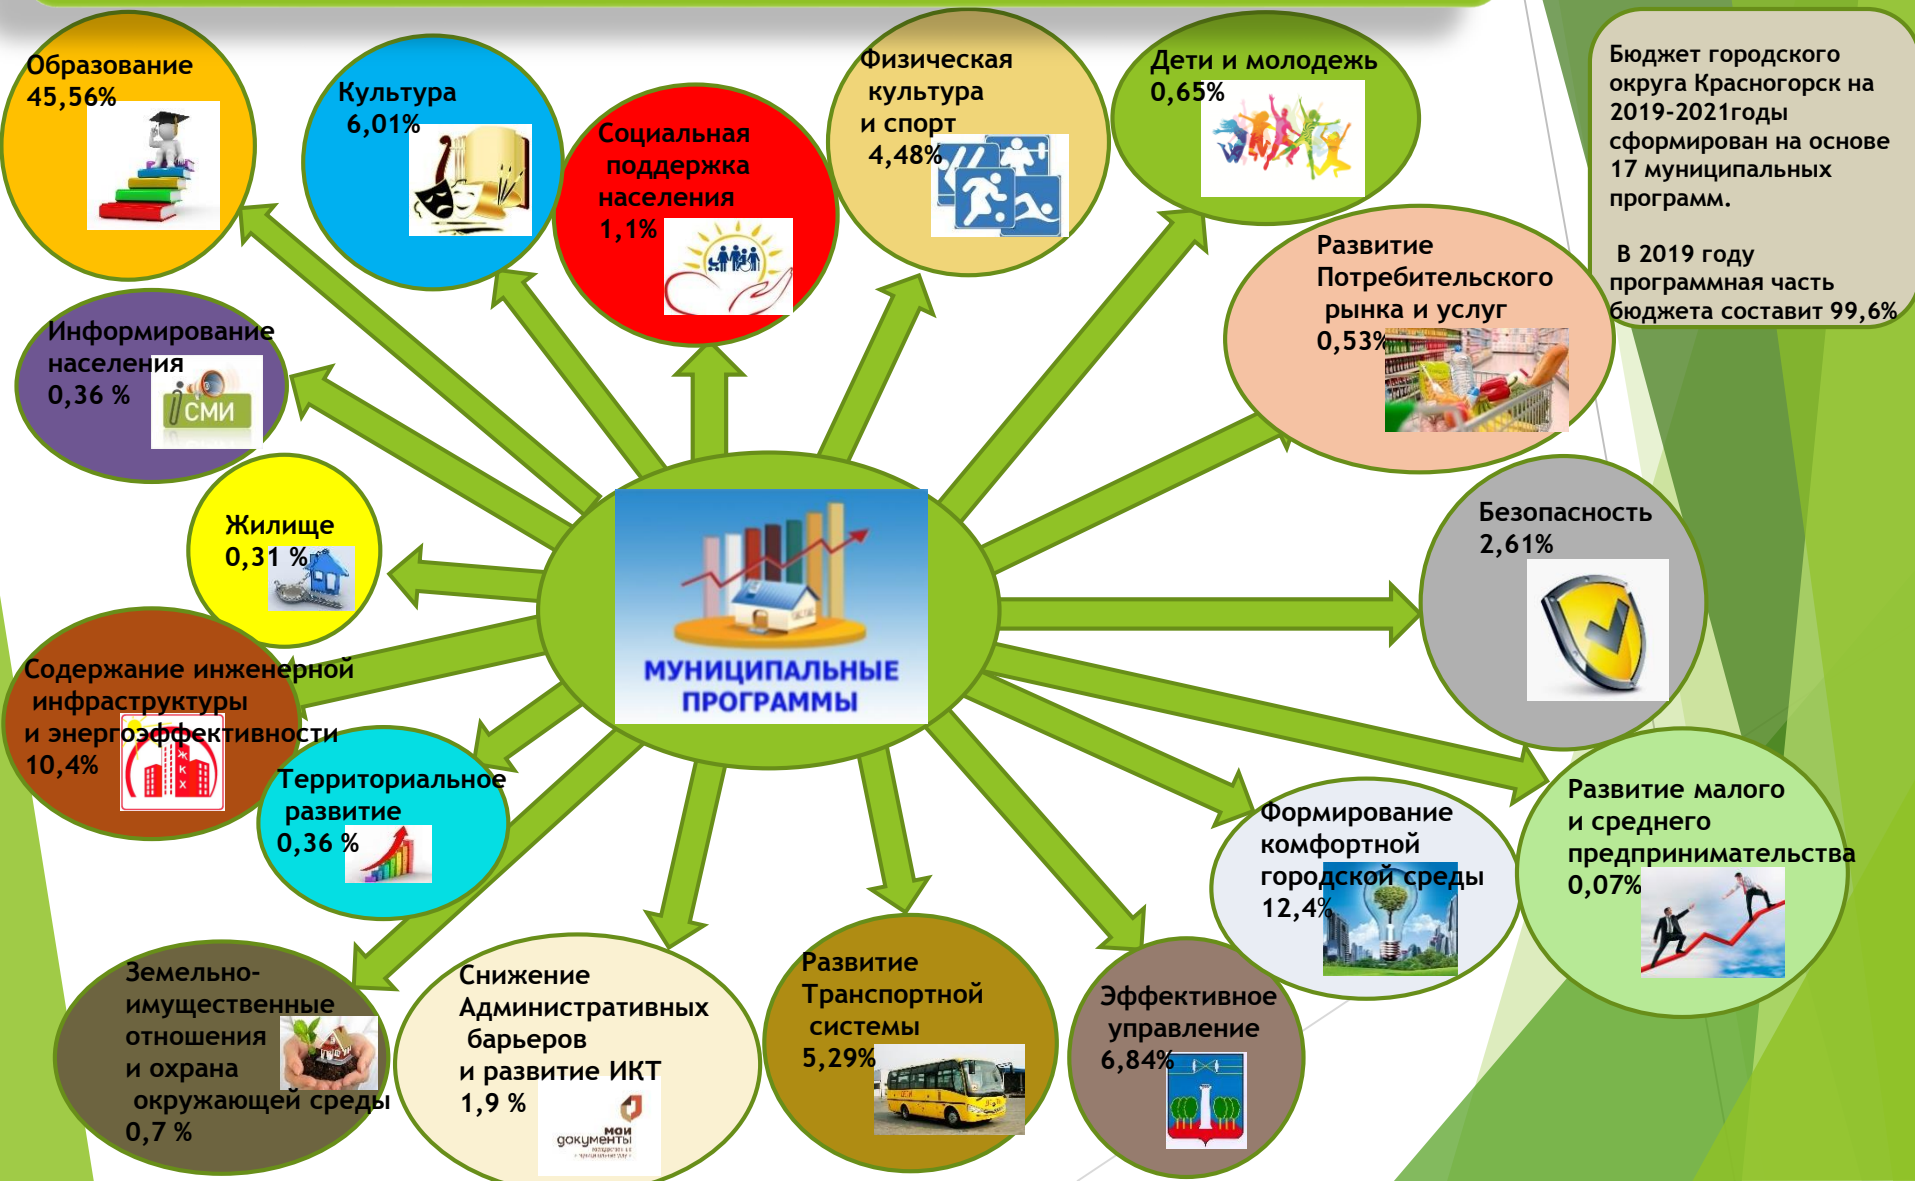 Образование
45,56%
Культура
6,01%
Социальная
поддержка
населения
1,1%
Физическая
культура
и спорт
4,48%
Дети и молодежь
0,65%
Бюджет городского
округа Красногорск на
2019-2021годы
сформирован на основе
17 муниципальных
программ.
В 2019 году
программная часть
бюджета составит 99,6%
Развитие
Потребительского
рынка и услуг
0,53%
Информирование
населения
0,36 %
СМИ
Жилище
0,31 %
Безопасность
2,61%
МУНИЦИПАЛЬНЫЕ
ПРОГРАММЫ
Содержание инженерной
инфраструктуры
и энергоэффективности
10,4%
Ж
К
Х
Территориальное
развитие
0,36 %
Формирование
комфортной
городской среды
12,4%
Развитие малого
и среднего
предпринимательства
0,07%
Земельно-
имущественные
отношения
и охрана
окружающей среды
0,7 %
Снижение
Административных
барьеров
и развитие ИКТ
1,9 %
мои
документы
Развитие
Транспортной
системы
5,29%
Эффективное
управление
6,84%